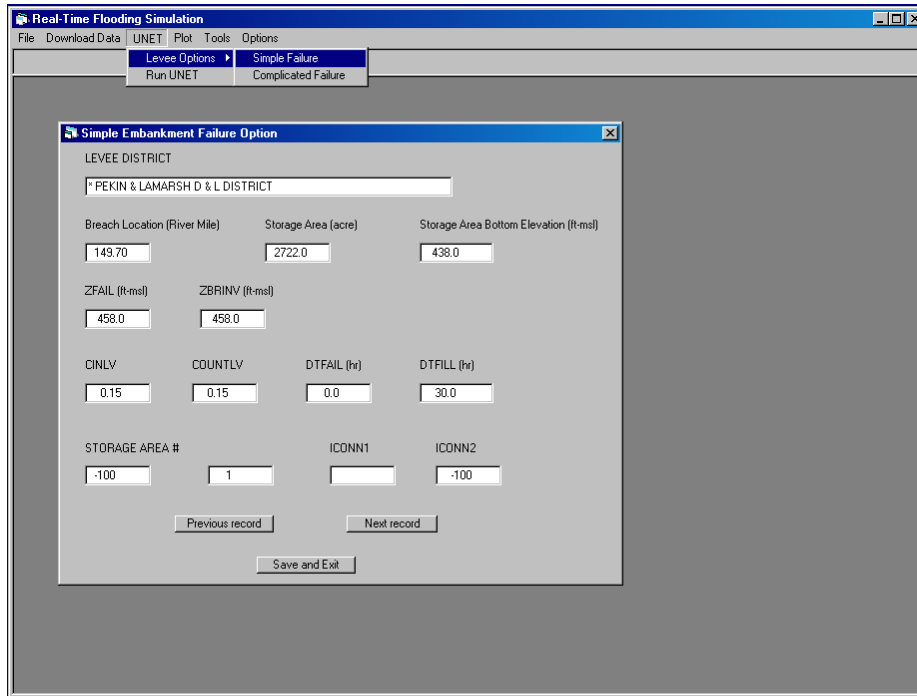 Real-Time Flooding Simulation
File Download Data UNET Plot Tools Options
Levee Options Simple Failure
Run UNET Complicated Failure
Simple Embankment Failure Option
LEVEE DISTRICT
* PEKIN & LAMARSH D & L DISTRICT
Breach Location (River Mile) Storage Area (acre) Storage Area Bottom Elevation (ft-msl)
149.70 2722.0 438.0
ZFAIL (ft-msl) ZBRINV (ft-msl)
458.0 458.0
CINLV COUNTLV DTFAIL (hr) DTFILL (hr)
0.15 0.15 0.0 30.0
STORAGE AREA # ICONN1 ICONN2
-100 1 -100
Previous record Next record
Save and Exit